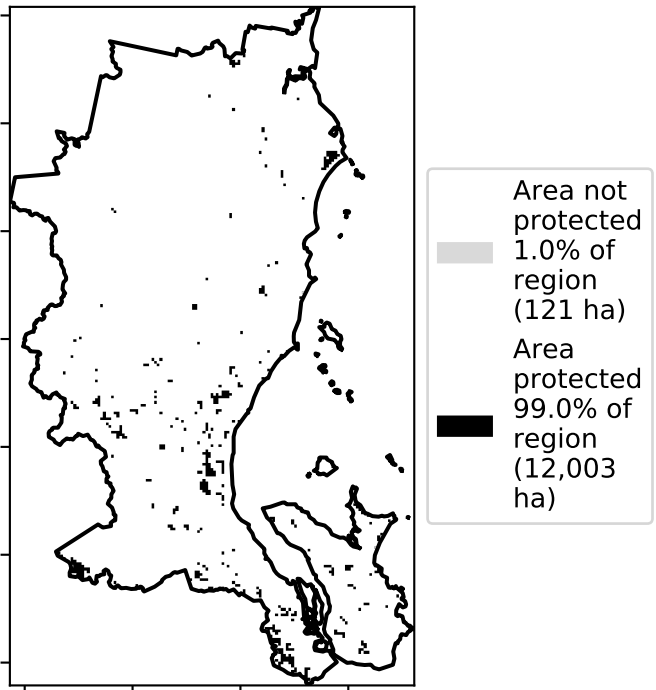 Area not
protected
1.0% of
region
(121 ha)
Area
protected
99.0% of
region
(12,003
ha)